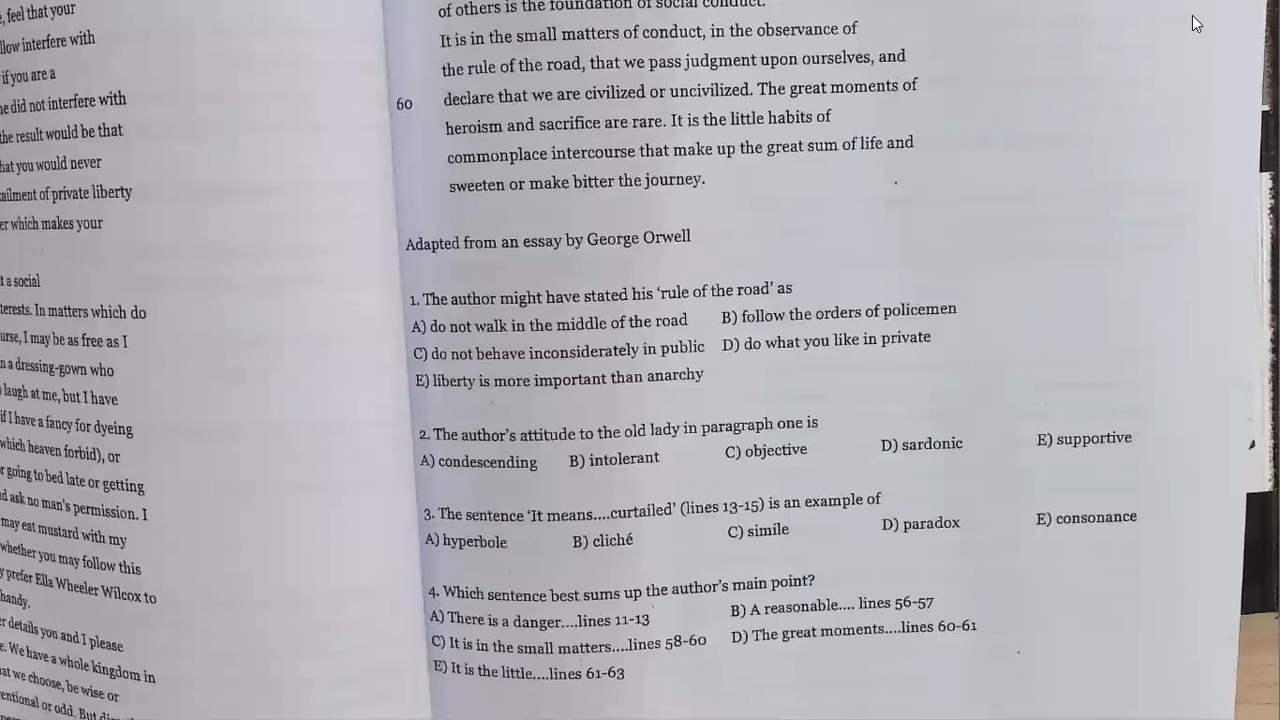 , feel that your
llow interfere with
if you are a
he did not interfere with
the result would be that
hat you would never
ailment of private liberty
er which makes your
t a social
terests. In matters which do
urse, I may be as free as I
n a dressing-gown who
laugh at me, but I have
if I have a fancy for dyeing
which heaven forbid), or
r going to bed late or getting
d ask no man's permission. I
may eat mustard with my
whether you may follow this
y prefer Ella Wheeler Wilcox to
handy.
er details you and I please
e. We have a whole kingdom in
at we choose, be wise or
entional or odd. But
of others is the foundation of social conduct.
It is in the small matters of conduct, in the observance of
the rule of the road, that we pass judgment upon ourselves, and
60 declare that we are civilized or uncivilized. The great moments of
heroism and sacrifice are rare. It is the little habits of
commonplace intercourse that make up the great sum of life and
sweeten or make bitter the journey.
Adapted from an essay by George Orwell
1. The author might have stated his 'rule of the road' as
A) do not walk in the middle of the road B) follow the orders of policemen
C) do not behave inconsiderately in public D) do what you like in private
E) liberty is more important than anarchy
2. The author's attitude to the old lady in paragraph one is
A) condescending B) intolerant C) objective D) sardonic E) supportive
3. The sentence 'It means....curtailed' (lines 13-15) is an example of
A) hyperbole B) cliché C) simile D) paradox E) consonance
4. Which sentence best sums up the author's main point?
A) There is a danger....lines 11-13 B) A reasonable.... lines 56-57
C) It is in the small matters....lines 58-60 D) The great moments....lines 60-61
E) It is the little....lines 61-63